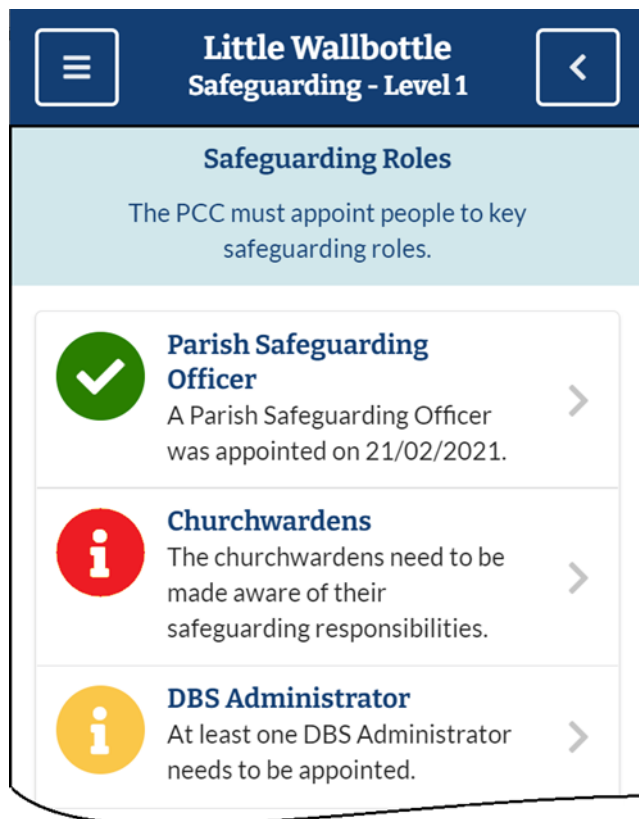 Little Wallbottle
Safeguarding - Level 1
Safeguarding Roles
The PCC must appoint people to key
safeguarding roles.
Parish Safeguarding
Officer
A Parish Safeguarding Officer
was appointed on 21/02/2021.
Churchwardens
The churchwardens need to be
made aware of their
safeguarding responsibilities.
DBS Administrator
At least one DBS Administrator
needs to be appointed.